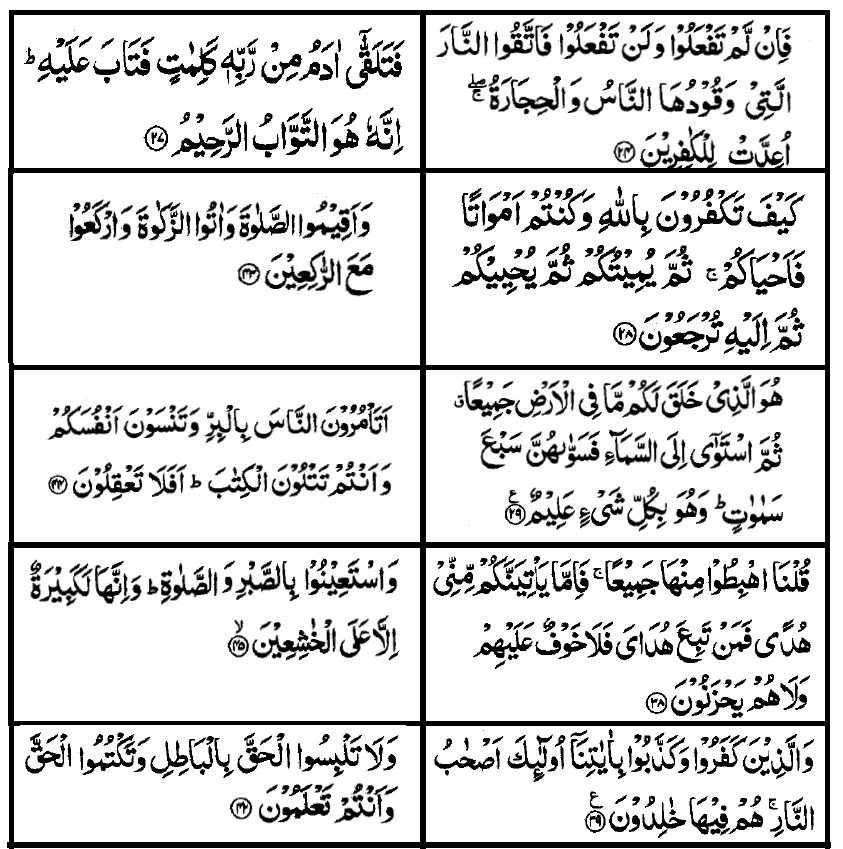 فَاِنۡ لَّمۡ تَفۡعَلُوۡا وَلَنۡ تَفۡعَلُوۡا فَاتَّقُوا النَّارَ
الَّتِىۡ وَقُوۡدُهَا النَّاسُ وَالۡحِجَارَةُ ۖۚ
اُعِدَّتۡ لِلۡكٰفِرِيۡنَ ﴿۲۴﴾
فَتَلَقّٰٓى اٰدَمُ مِنۡ رَّبِّهٖ كَلِمٰتٍ فَتَابَ عَلَيۡهِ ؕ
اِنَّهٗ هُوَ التَّوَّابُ الرَّحِيۡمُ ﴿۳۷﴾
كَيۡفَ تَكۡفُرُوۡنَ بِاللّٰهِ وَڪُنۡتُمۡ اَمۡوَاتًا
فَاَحۡيَاکُمۡ ۚ ثُمَّ يُمِيۡتُكُمۡ ثُمَّ يُحۡيِيۡكُمۡ
ثُمَّ اِلَيۡهِ تُرۡجَعُوۡنَ ﴿۲۸﴾
وَاَقِيۡمُوا الصَّلٰوةَ وَاٰتُوا الزَّكٰوةَ وَارۡكَعُوۡا
مَعَ الرّٰكِعِيۡنَ ﴿۴۳﴾
هُوَ الَّذِىۡ خَلَقَ لَكُمۡ مَّا فِى الۡاَرۡضِ جَمِيۡعًا ۗ
ثُمَّ اسۡتَوٰۤى اِلَى السَّمَآءِ فَسَوّٰٮهُنَّ سَبۡعَ
سَمٰوٰتٍ ؕ وَهُوَ بِكُلِّ شَىۡءٍ عَلِيۡمٌ ﴿۲۹﴾ ع
اَتَاۡمُرُوۡنَ النَّاسَ بِالۡبِرِّ وَتَنۡسَوۡنَ اَنۡفُسَكُمۡ
وَاَنۡتُمۡ تَتۡلُوۡنَ الۡكِتٰبَ ؕ اَفَلَا تَعۡقِلُوۡنَ ﴿۴۴﴾
قُلۡنَا اهۡبِطُوۡا مِنۡهَا جَمِيۡعًا ۚ فَاِمَّا يَاۡتِيَنَّكُمۡ مِّنِّىۡ
هُدًى فَمَنۡ تَبِعَ هُدَاىَ فَلَا خَوۡفٌ عَلَيۡهِمۡ
وَلَا هُمۡ يَحۡزَنُوۡنَ ﴿۳۸﴾
وَاسۡتَعِيۡنُوۡا بِالصَّبۡرِ وَالصَّلٰوةِ ؕ وَاِنَّهَا لَكَبِيۡرَةٌ
اِلَّا عَلَى الۡخٰشِعِيۡنَ ۙ ﴿۴۵﴾
وَالَّذِيۡنَ كَفَرُوۡا وَكَذَّبُوۡا بِاٰيٰتِنَآ اُولٰٓئِكَ اَصۡحٰبُ
النَّارِ ۚ هُمۡ فِيۡهَا خٰلِدُوۡنَ ﴿۳۹﴾ ع
وَلَا تَلۡبِسُوا الۡحَقَّ بِالۡبَاطِلِ وَتَكۡتُمُوا الۡحَقَّ
وَاَنۡتُمۡ تَعۡلَمُوۡنَ ﴿۴۲﴾